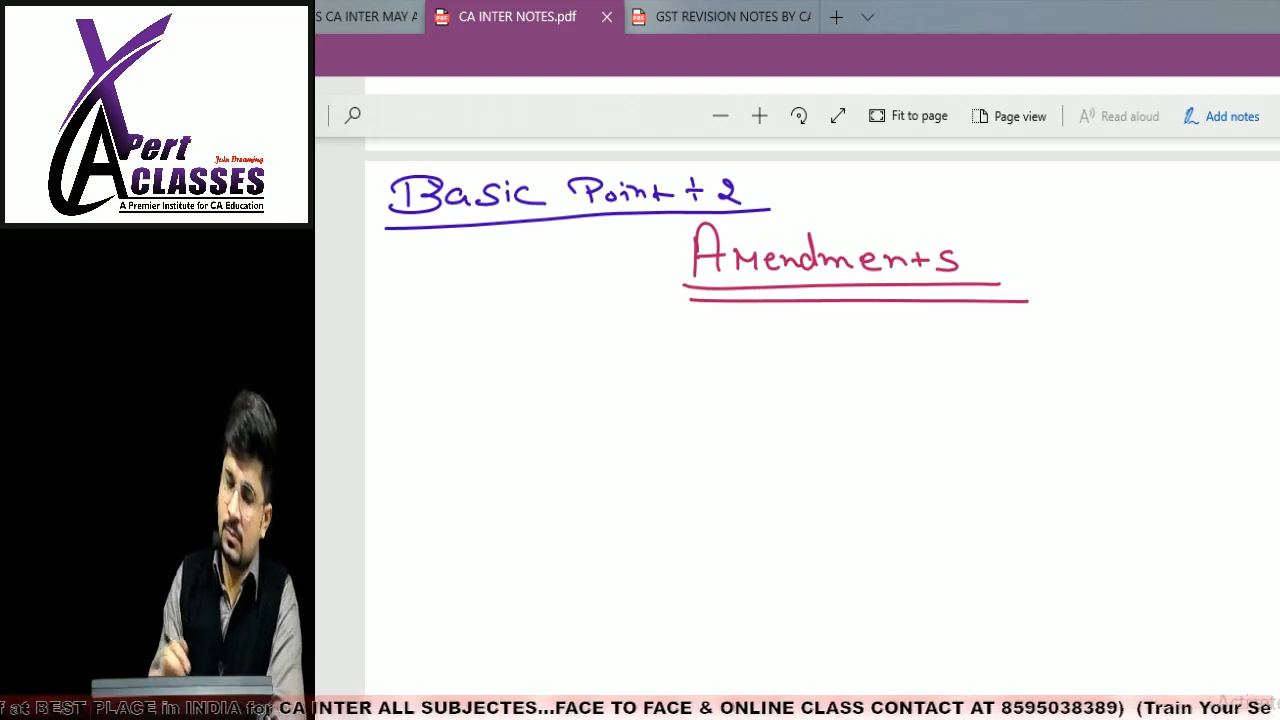 S CA INTER MAY A
CA INTER NOTES.pdf
GST REVISION NOTES BY CA
Fit to page
Page view
Read aloud
Add notes
XPert
Join Dreaming
CA CLASSES
A Premier Institute for CA Education
Basic Point ÷ 2
Amendments
f at BEST PLACE in INDIA for CA INTER ALL SUBJECTES...FACE TO FACE & ONLINE CLASS CONTACT AT 8595038389) (Train Your Se